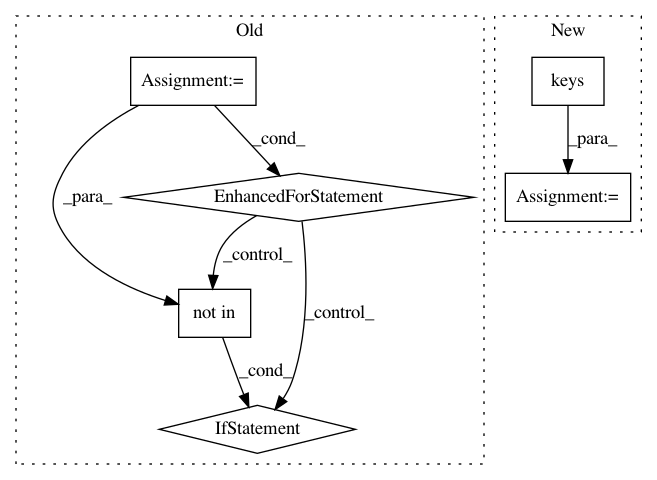 Old
New
Assignment:=
keys
_cond_
_para_
EnhancedForStatement
Assignment:=
_para_
_control_
not in
_control_
_cond_
IfStatement